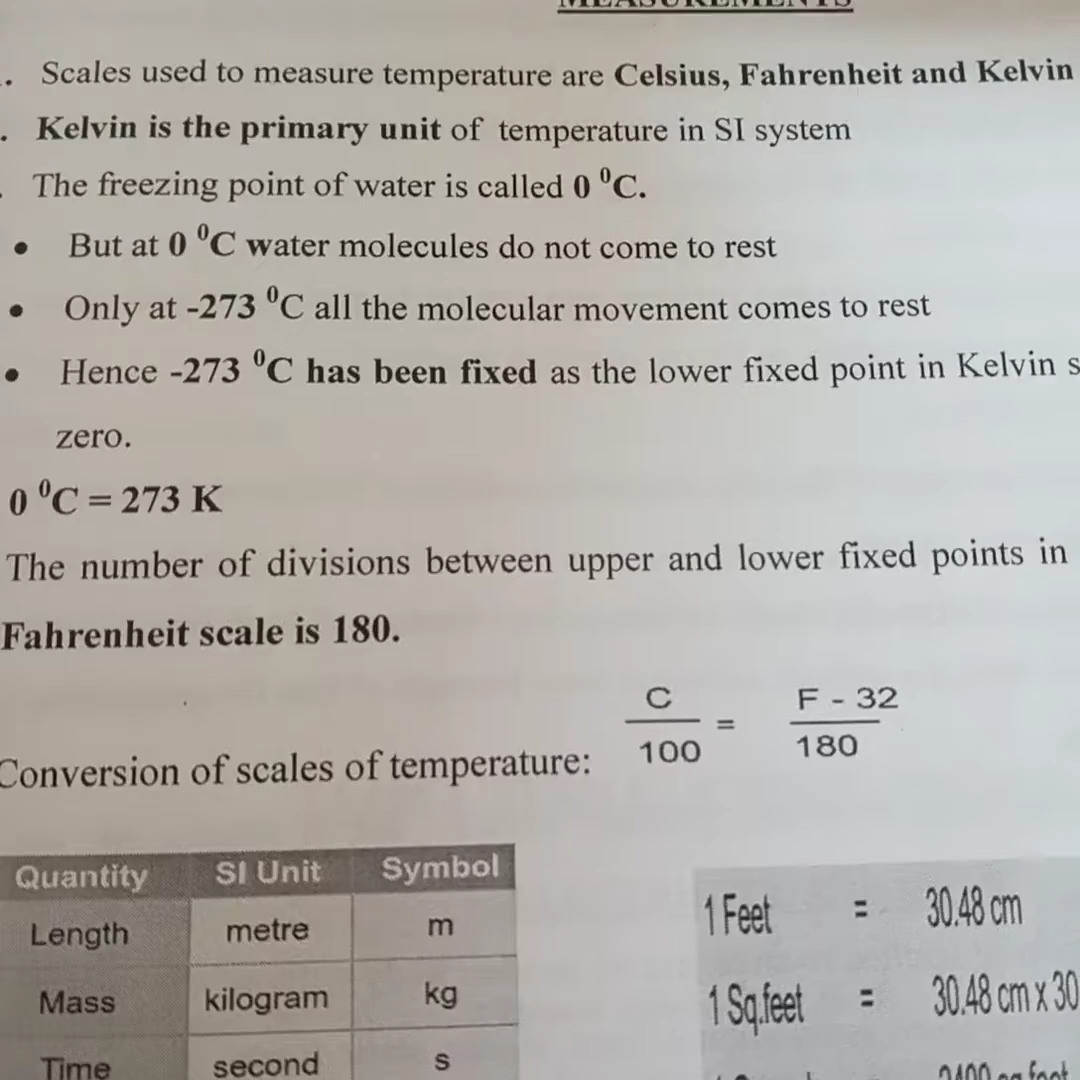 MEASUREMENTS
. Scales used to measure temperature are Celsius, Fahrenheit and Kelvin
. Kelvin is the primary unit of temperature in SI system
. The freezing point of water is called 0 ⁰C.
• But at 0 ⁰C water molecules do not come to rest
• Only at -273 ⁰C all the molecular movement comes to rest
• Hence -273 ⁰C has been fixed as the lower fixed point in Kelvin
zero.
0 ⁰C = 273 K
The number of divisions between upper and lower fixed points in
Fahrenheit scale is 180.
Conversion of scales of temperature: C/100 = F - 32/180
Quantity SI Unit Symbol
Length metre m
Mass kilogram kg
Time second s
1 Feet = 30.48 cm
1 Sq.feet = 30.48 cm x 30